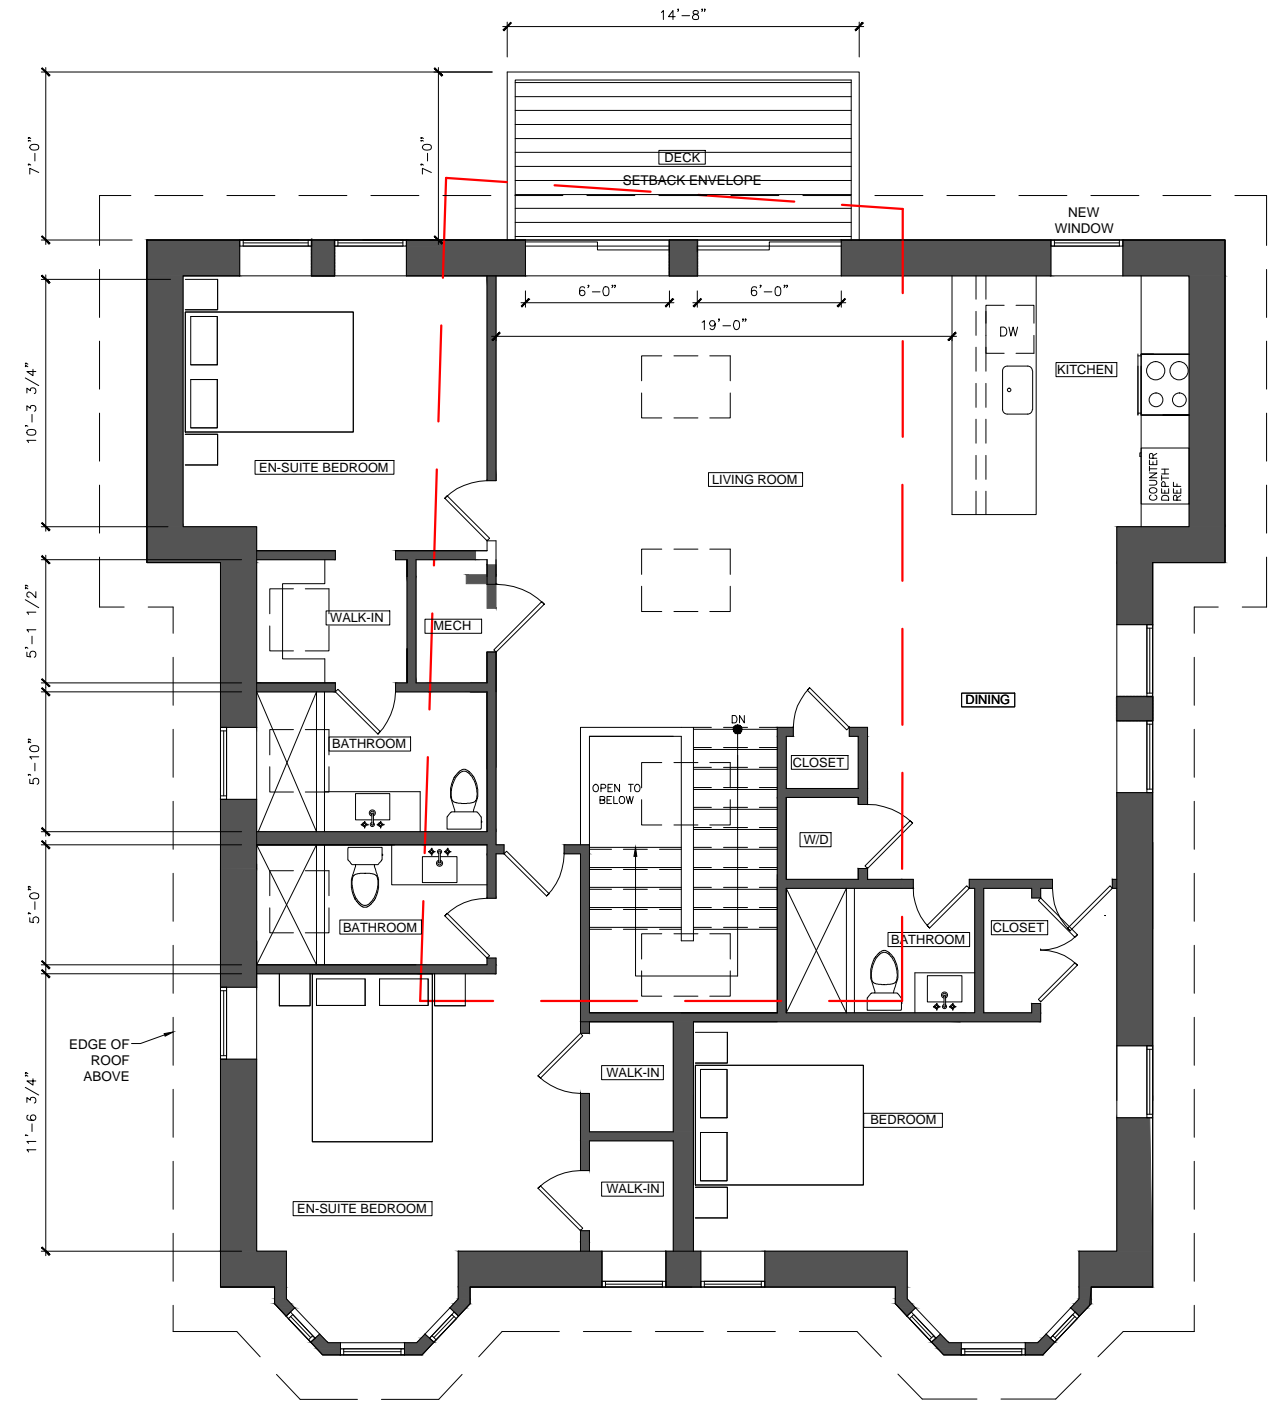 14'-8"
7'-0"
7'-0"
DECK
SETBACK ENVELOPE
NEW
WINDOW
6'-0"
6'-0"
19'-0"
DW
KITCHEN
10'-3 3/4"
EN-SUITE BEDROOM
LIVING ROOM
COUNTER
DEPTH
REF
5'-1 1/2"
WALK-IN
MECH
DINING
DN
BATHROOM
CLOSET
5'-10"
OPEN TO
BELOW
W/D
5'-0"
BATHROOM
BATHROOM
CLOSET
EDGE OF
ROOF
ABOVE
WALK-IN
11'-6 3/4"
BEDROOM
WALK-IN
EN-SUITE BEDROOM